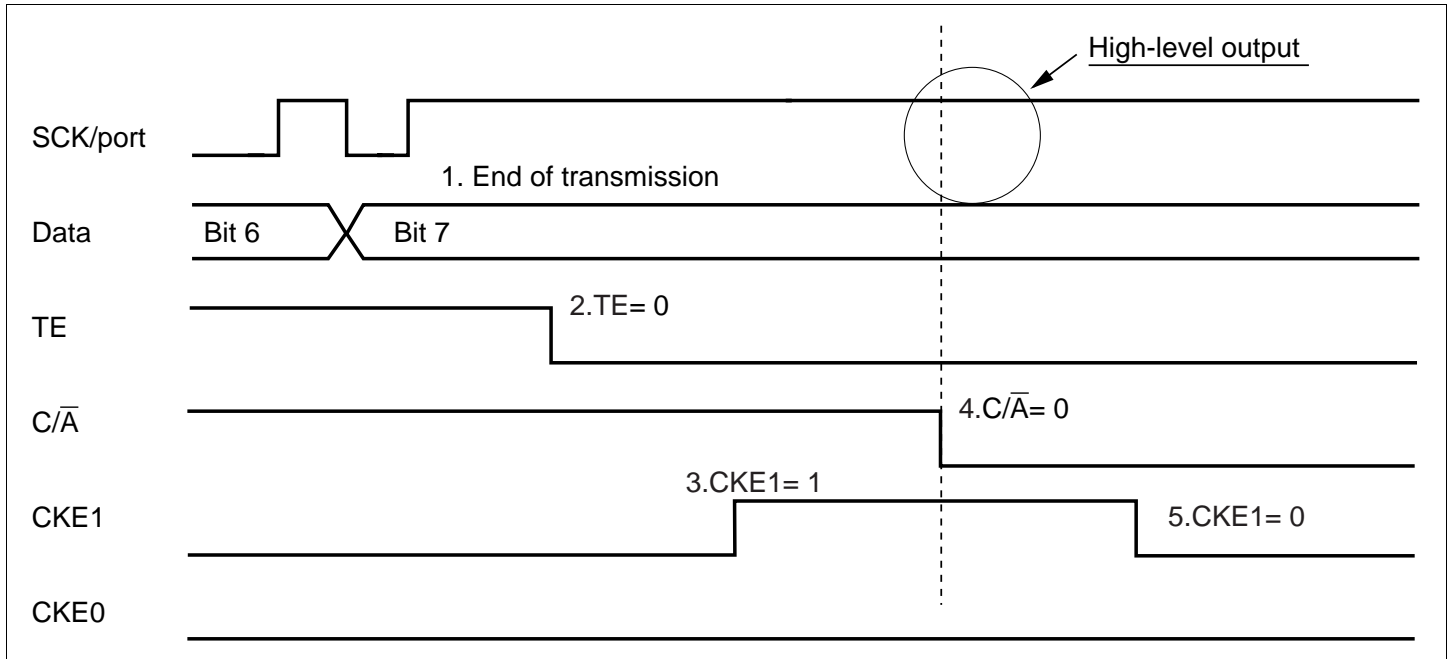 High-level output
SCK/port
1. End of transmission
Data
Bit 6
Bit 7
TE
2.TE= 0
C/A̅
4.C/A̅= 0
3.CKE1= 1
CKE1
5.CKE1= 0
CKE0